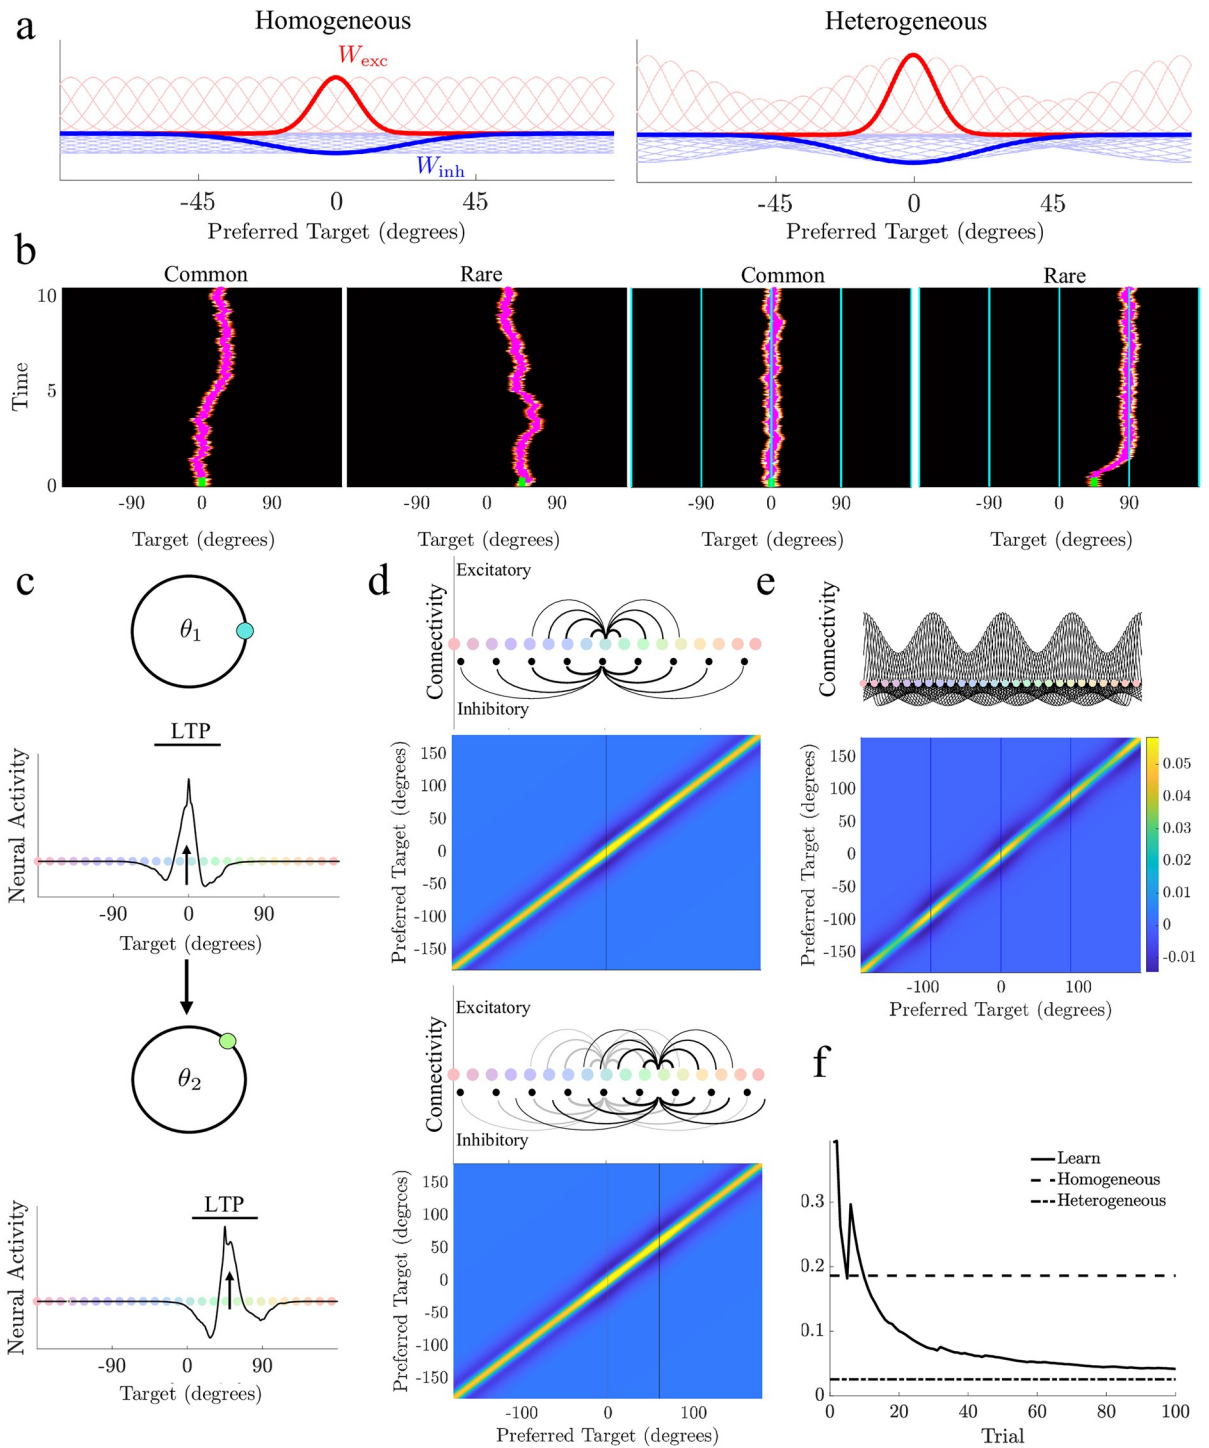 a
Homogeneous
Heterogeneous
W_exc
W_inh
-45 0 45
-45 0 45
Preferred Target (degrees)
Preferred Target (degrees)
b
Common
Rare
Common
Rare
Time
10
5
0
-90 0 90
-90 0 90
-90 0 90
-90 0 90
Target (degrees)
Target (degrees)
Target (degrees)
Target (degrees)
c
θ1
LTP
Neural Activity
-90 0 90
Target (degrees)
θ2
LTP
Neural Activity
-90 0 90
Target (degrees)
d
Excitatory
Connectivity
Inhibitory
Preferred Target (degrees)
150
100
50
0
-50
-100
-150
Excitatory
Connectivity
Inhibitory
Preferred Target (degrees)
150
100
50
0
-50
-100
-150
-100 0 100
Preferred Target (degrees)
e
Connectivity
Preferred Target (degrees)
150
100
50
0
-50
-100
-150
0.05
0.04
0.03
0.02
0.01
0
-0.01
-100 0 100
Preferred Target (degrees)
f
Learn
Homogeneous
Heterogeneous
0.3
0.2
0.1
0
0 20 40 60 80 100
Trial